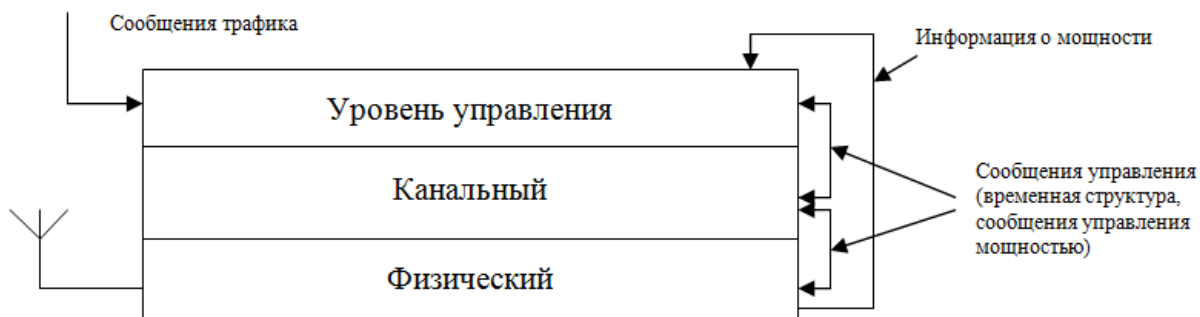 Сообщения трафика
Информация о мощности
Уровень управления
Канальный
Физический
Сообщения управления
(временная структура,
сообщения управления
мощностью)